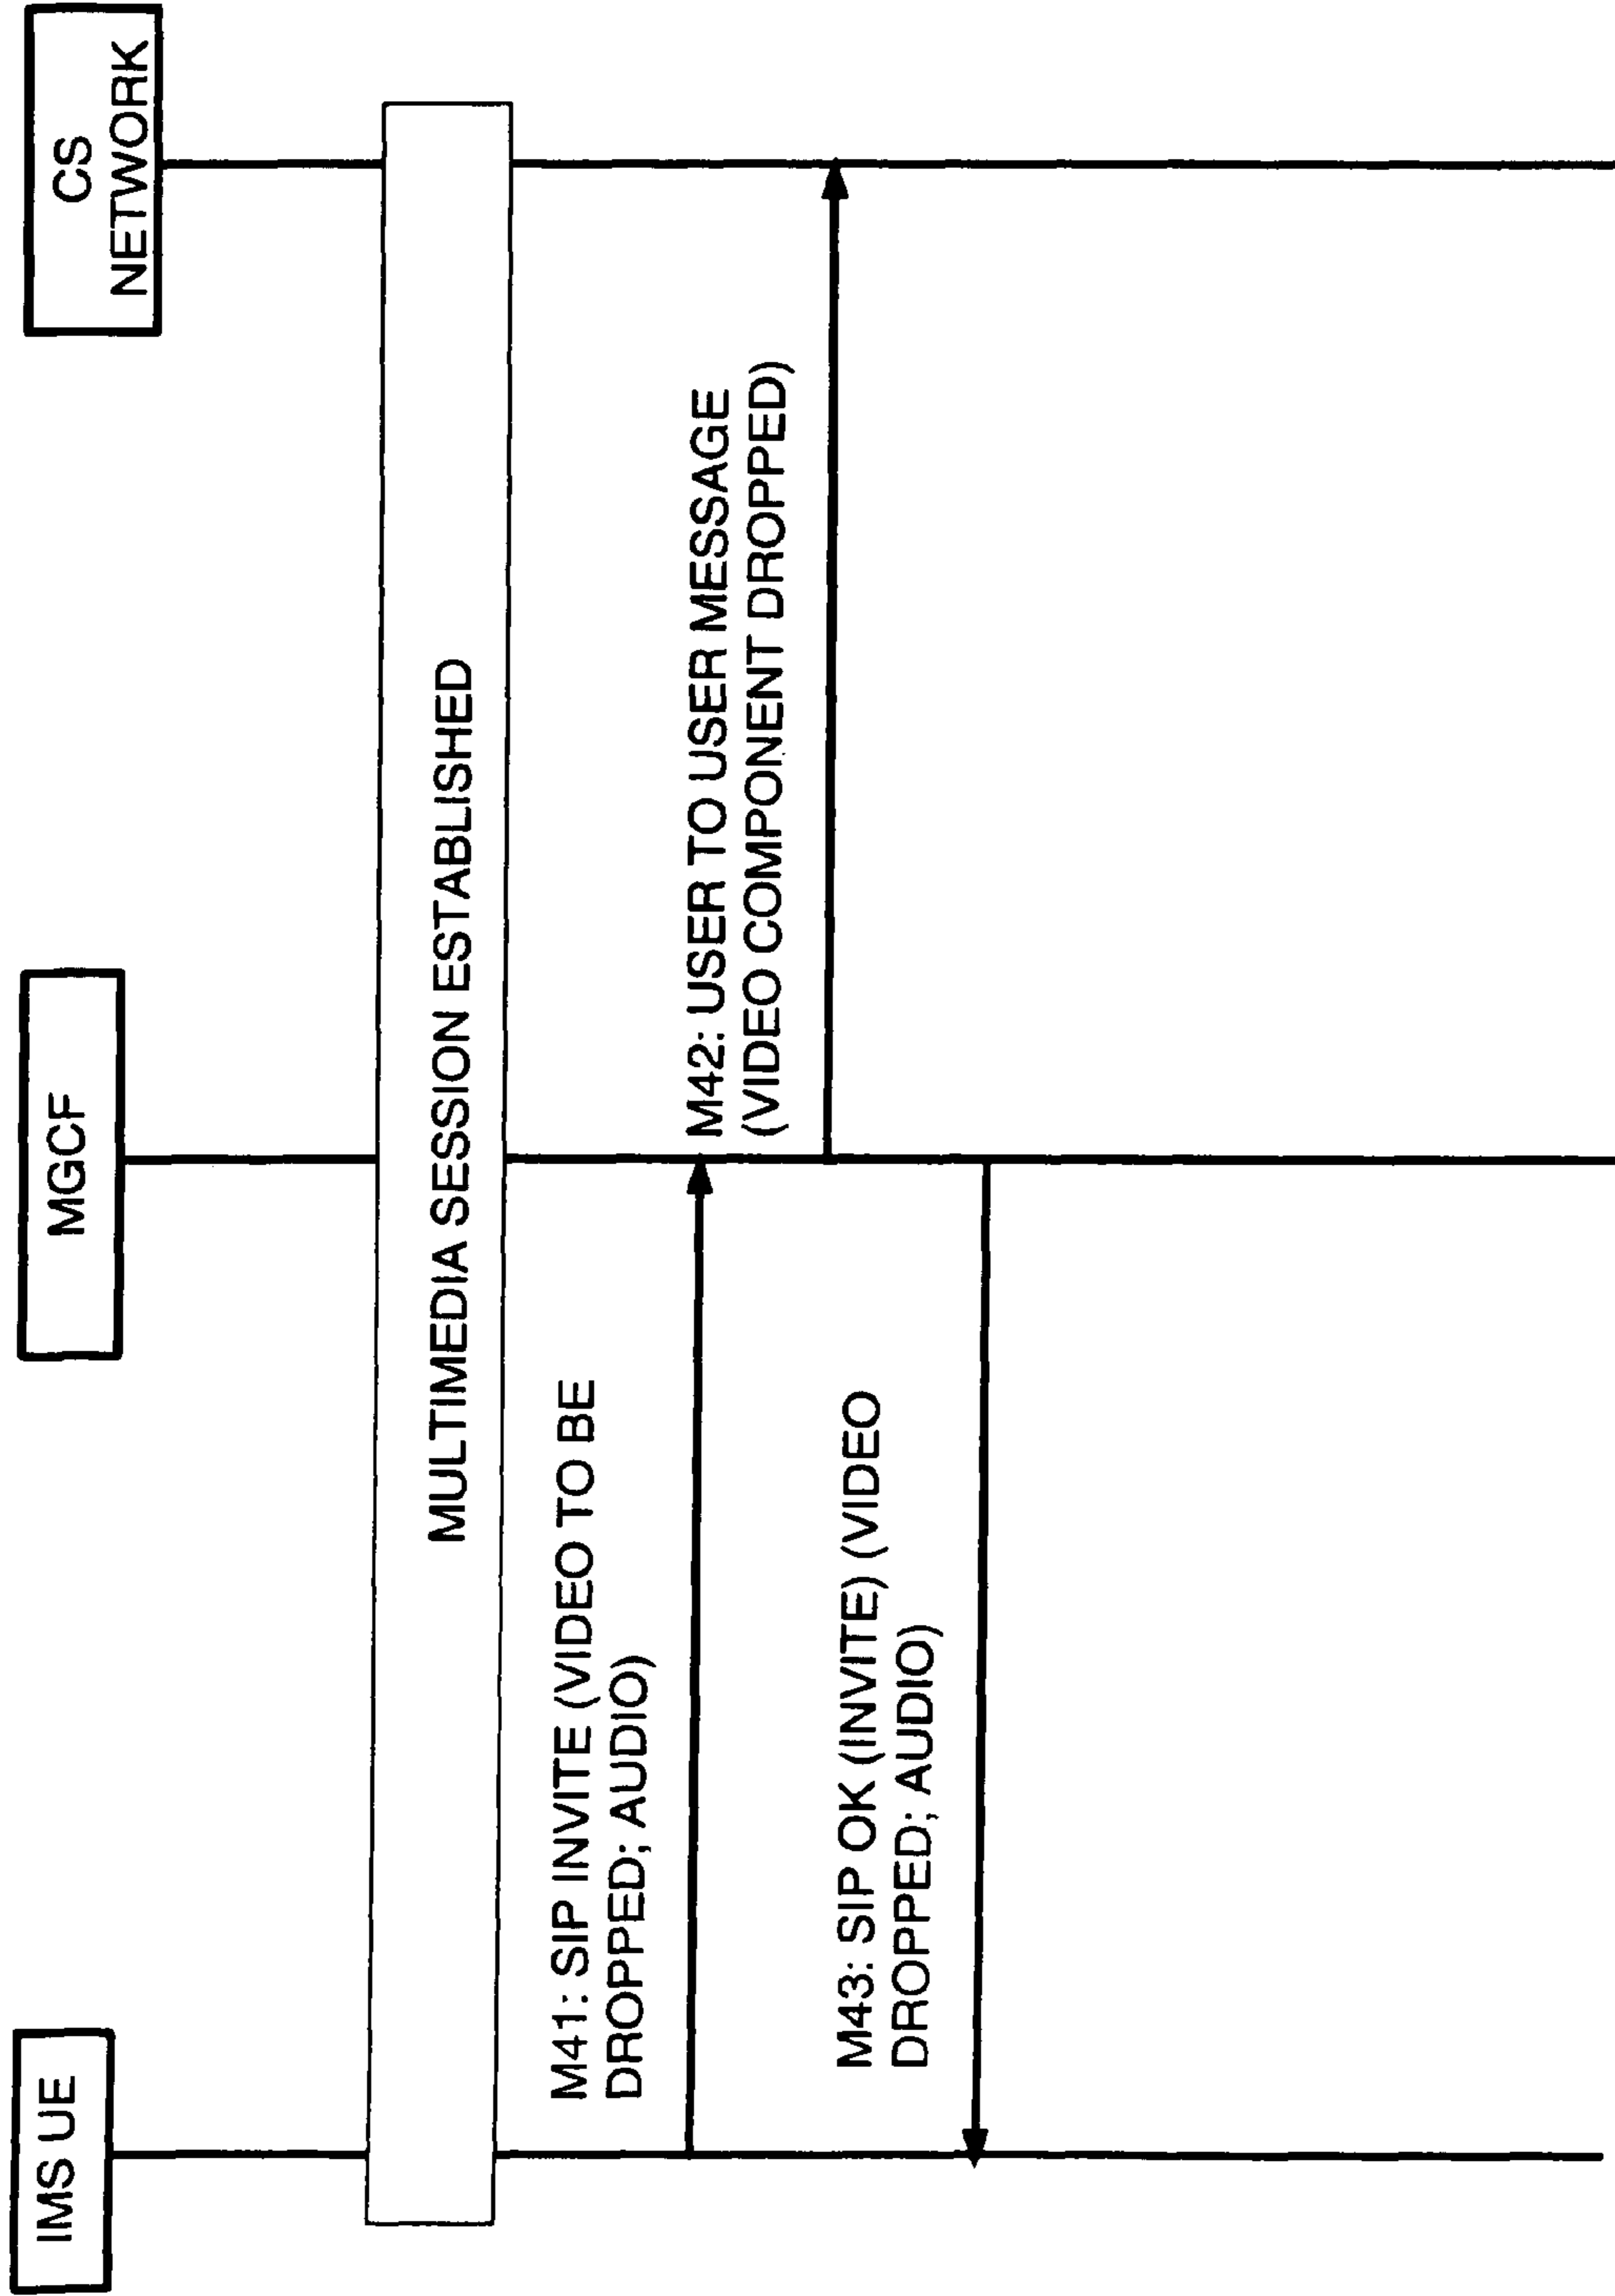 IMS UE
MGCF
CS
NETWORK
MULTIMEDIA SESSION ESTABLISHED
M41: SIP INVITE (VIDEO TO BE
DROPPED; AUDIO)
M42: USER TO USER MESSAGE
(VIDEO COMPONENT DROPPED)
M43: SIP OK (INVITE) (VIDEO
DROPPED; AUDIO)